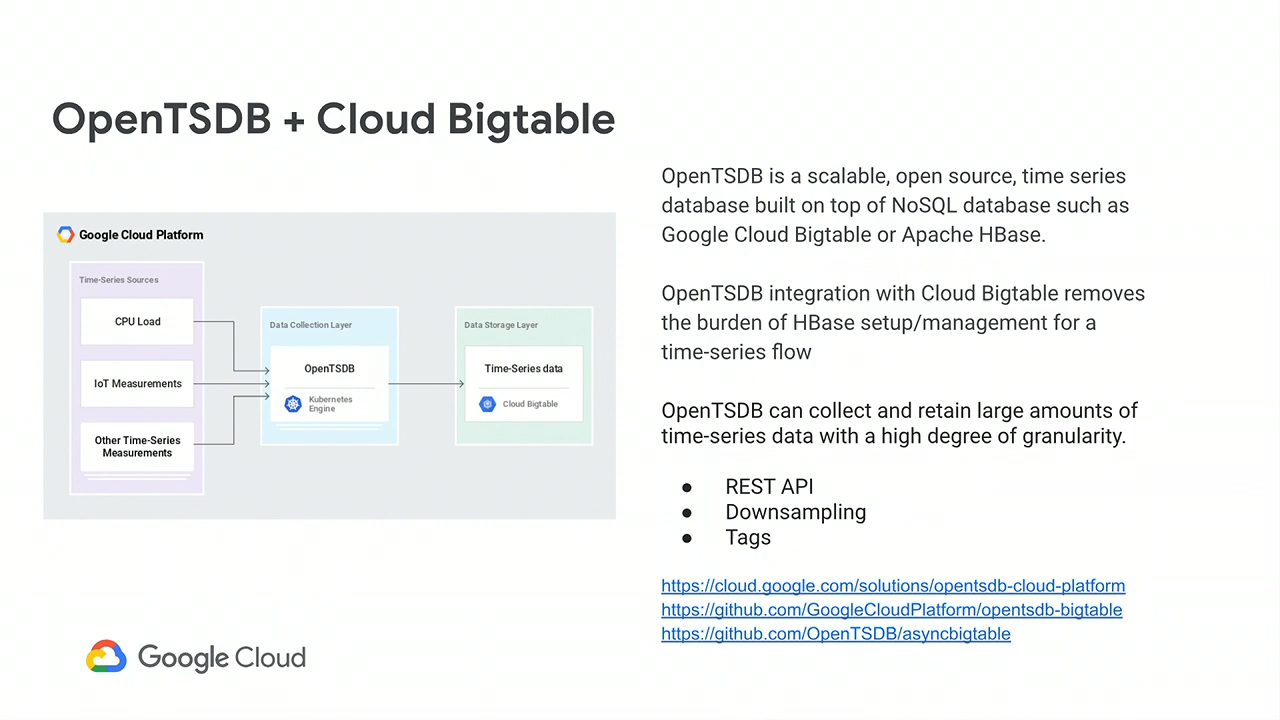 OpenTSDB + Cloud Bigtable
Google Cloud Platform
Time-Series Sources
CPU Load
IoT Measurements
Other Time-Series
Measurements
Data Collection Layer
OpenTSDB
Kubernetes
Engine
Data Storage Layer
Time-Series data
Cloud Bigtable
OpenTSDB is a scalable, open source, time series
database built on top of NoSQL database such as
Google Cloud Bigtable or Apache HBase.
OpenTSDB integration with Cloud Bigtable removes
the burden of HBase setup/management for a
time-series flow
OpenTSDB can collect and retain large amounts of
time-series data with a high degree of granularity.
● REST API
● Downsampling
● Tags
https://cloud.google.com/solutions/opentsdb-cloud-platform
https://github.com/GoogleCloudPlatform/opentsdb-bigtable
https://github.com/OpenTSDB/asyncbigtable
Google Cloud